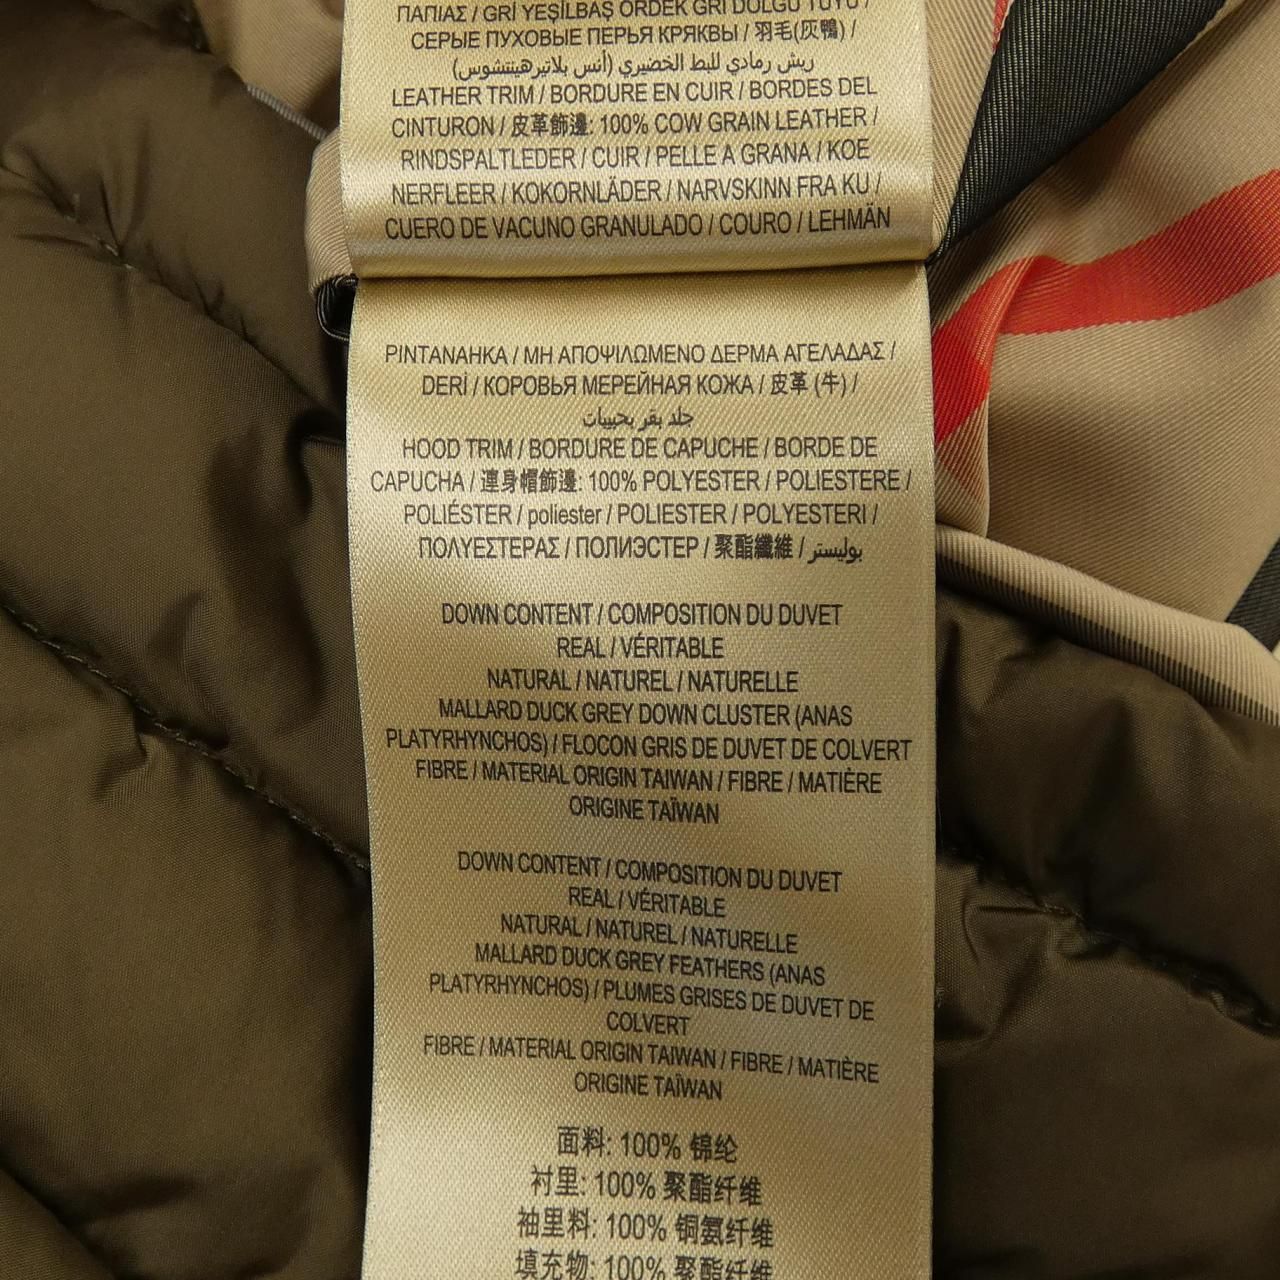 ΠΑΠΙΑΣ / GRİ YEŞİLBAŞ ÖRDEK GRİ DOLGU TÜYÜ /
СЕРЫЕ ПУХОВЫЕ ПЕРЬЯ КРЯКВЫ / 羽毛(灰鴨) /
ريش رمادي للبط الخضيري (أنس بلاتيرهينتشوس)
LEATHER TRIM / BORDURE EN CUIR / BORDES DEL
CINTURON / 皮革飾邊: 100% COW GRAIN LEATHER /
RINDSPALTLEDER / CUIR / PELLE A GRANA / KOE
NERFLEER / KOKORNLÄDER / NARVSKINN FRA KU /
CUERO DE VACUNO GRANULADO / COURO / LEHMÄN
PINTANAHKA / ΜΗ ΑΠΟΨΙΛΩΜΕΝΟ ΔΕΡΜΑ ΑΓΕΛΑΔΑΣ /
DERİ / КОРОВЬЯ МЕРЕЙНАЯ КОЖА / 皮革 (牛) /
جلد بقر بحبيبات
HOOD TRIM / BORDURE DE CAPUCHE / BORDE DE
CAPUCHA / 連身帽飾邊: 100% POLYESTER / POLIESTERE /
POLIÉSTER / poliester / POLIESTER / POLYESTERI /
ΠΟΛΥΕΣΤΕΡΑΣ / ПОЛИЭСТЕР / 聚酯纖維 / بوليستر
DOWN CONTENT / COMPOSITION DU DUVET
REAL / VÉRITABLE
NATURAL / NATUREL / NATURELLE
MALLARD DUCK GREY DOWN CLUSTER (ANAS
PLATYRHYNCHOS) / FLOCON GRIS DE DUVET DE COLVERT
FIBRE / MATERIAL ORIGIN TAIWAN / FIBRE / MATIÈRE
ORIGINE TAÏWAN
DOWN CONTENT / COMPOSITION DU DUVET
REAL / VÉRITABLE
NATURAL / NATUREL / NATURELLE
MALLARD DUCK GREY FEATHERS (ANAS
PLATYRHYNCHOS) / PLUMES GRISES DE DUVET DE
COLVERT
FIBRE / MATERIAL ORIGIN TAIWAN / FIBRE / MATIÈRE
ORIGINE TAÏWAN
面料: 100% 锦纶
衬里: 100% 聚酯纤维
袖里料: 100% 铜氨纤维
填充物: 100% 聚酯纤维